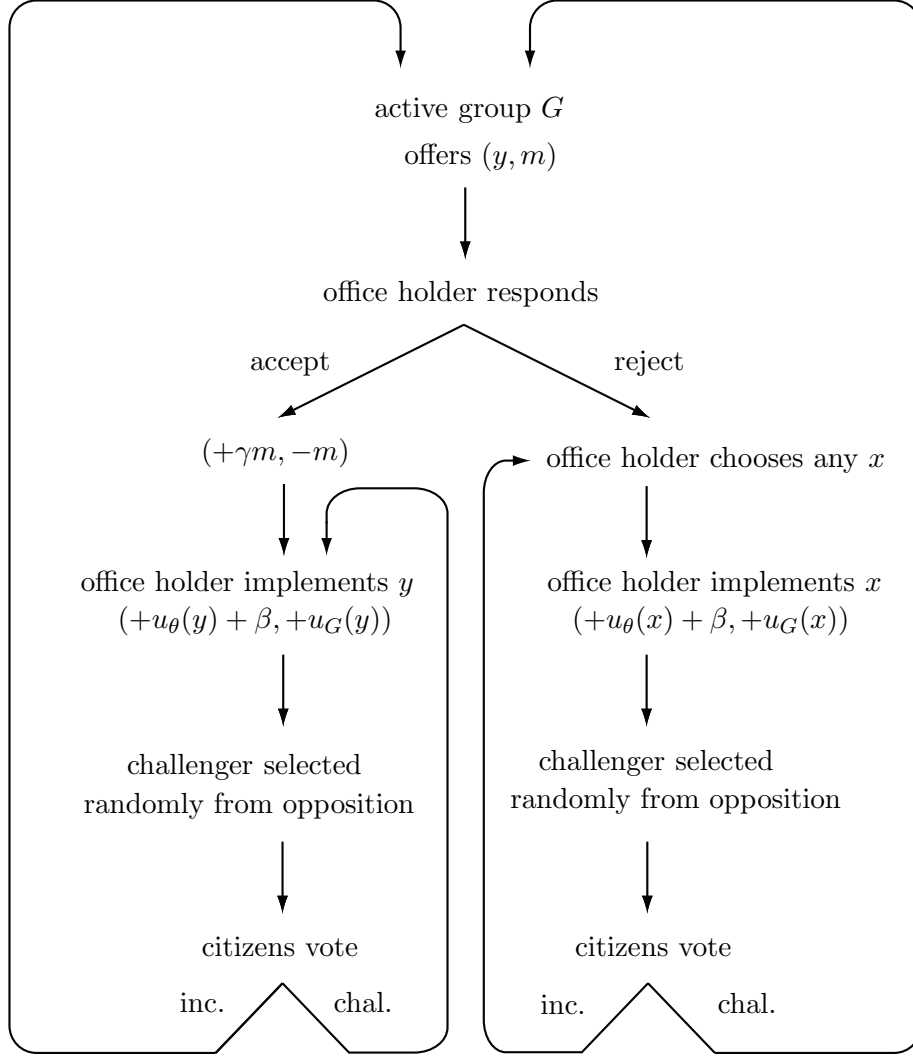 active group G
offers (y, m)
office holder responds
accept
reject
(+γm, −m)
office holder chooses any x
office holder implements y
(+u_θ(y) + β, +u_G(y))
office holder implements x
(+u_θ(x) + β, +u_G(x))
challenger selected
randomly from opposition
challenger selected
randomly from opposition
citizens vote
citizens vote
inc.
chal.
inc.
chal.